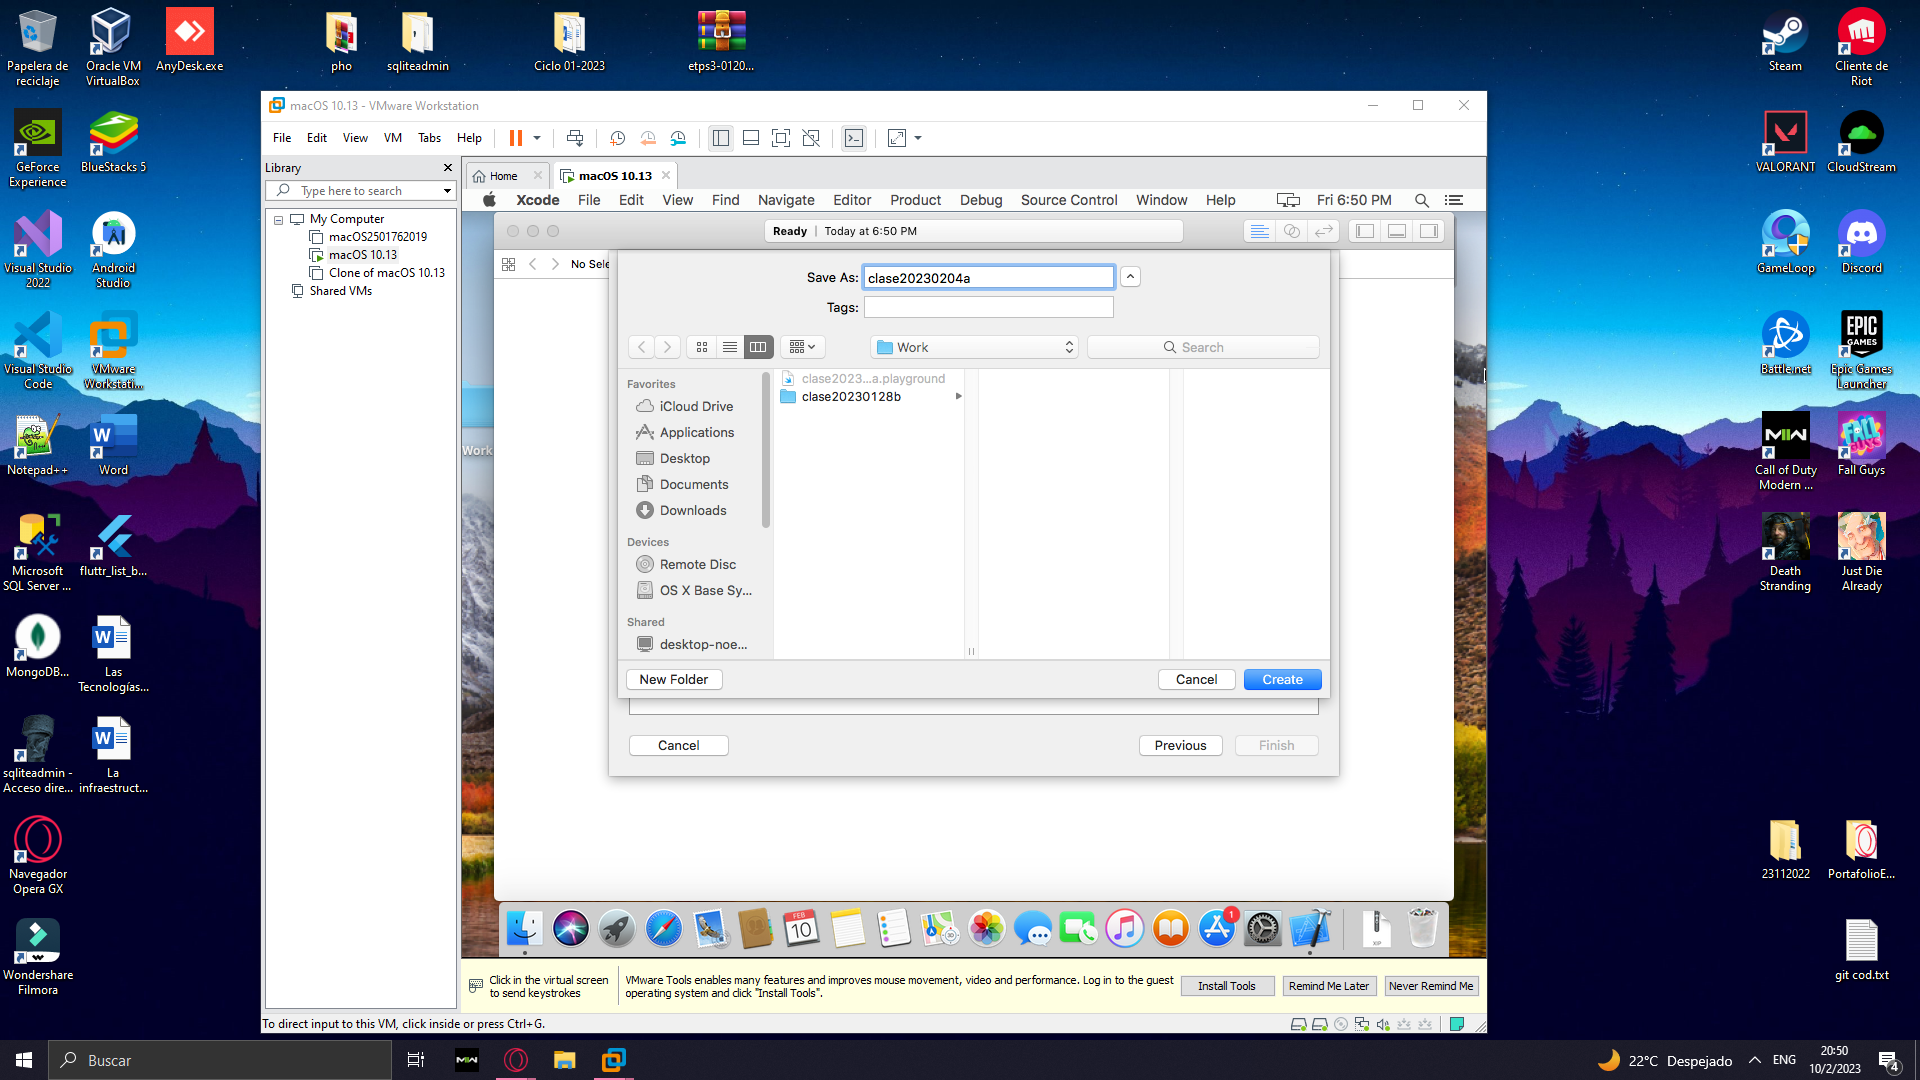 Papelera de
reciclaje
Oracle VM
VirtualBox
AnyDesk.exe
pho
sqliteadmin
Ciclo 01-2023
etps3-0120...
Steam
Cliente de
Riot
GeForce
Experience
BlueStacks 5
VALORANT
CloudStream
Visual Studio
2022
Android
Studio
GameLoop
Discord
Visual Studio
Code
VMware
Workstati...
Battle.net
EPIC
GAMES
Epic Games
Launcher
Notepad++
Word
Call of Duty
Modern ...
FALL
GUYS
Fall Guys
Microsoft
SQL Server ...
fluttr_list_b...
Death
Stranding
Just Die
Already
MongoDB...
Las
Tecnologías...
sqliteadmin -
Acceso dire...
La
infraestruct...
Navegador
Opera GX
23112022
PortafolioE...
Wondershare
Filmora
git cod.txt
macOS 10.13 - VMware Workstation
File Edit View VM Tabs Help
Library
Type here to search
My Computer
macOS2501762019
macOS 10.13
Clone of macOS 10.13
Shared VMs
Home
macOS 10.13
Xcode File Edit View Find Navigate Editor Product Debug Source Control Window Help Fri 6:50 PM
Ready | Today at 6:50 PM
No Sele
Save As: clase20230204a
Tags:
Work
Search
Favorites
iCloud Drive
Applications
Desktop
Documents
Downloads
Devices
Remote Disc
OS X Base Sy...
Shared
desktop-noe...
clase2023...a.playground
clase20230128b
Work
New Folder
Cancel
Create
Cancel
Previous
Finish
FEB
10
3D
1
XIP
Click in the virtual screen
to send keystrokes
VMware Tools enables many features and improves mouse movement, video and performance. Log in to the guest
operating system and click "Install Tools".
Install Tools
Remind Me Later
Never Remind Me
To direct input to this VM, click inside or press Ctrl+G.
Buscar
22°C Despejado
ENG
20:50
10/2/2023
4